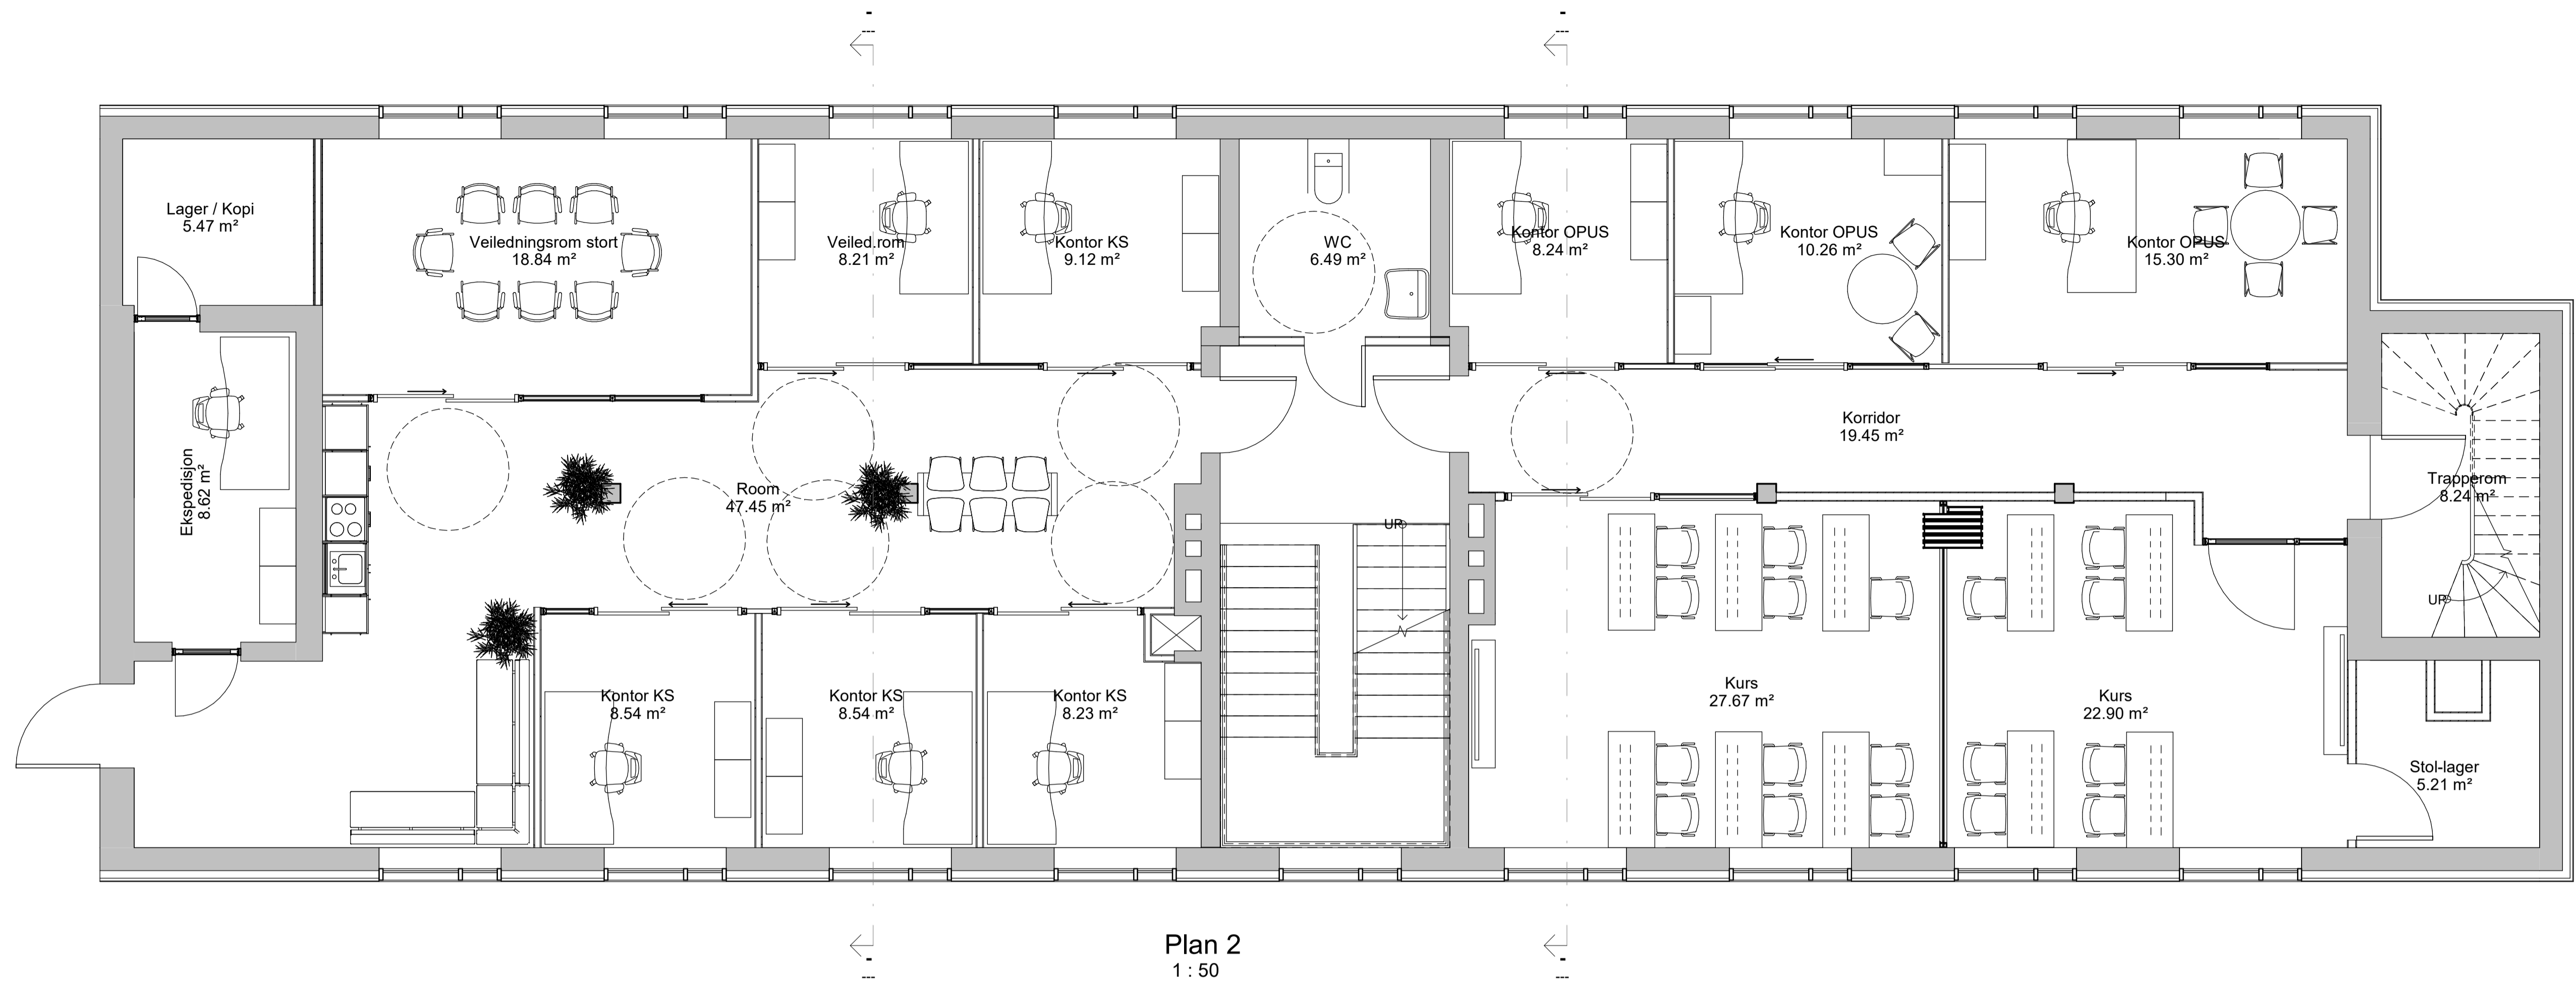 -
---
-
---
Lager / Kopi
5.47 m²
Veiledningsrom stort
18.84 m²
Veiled.rom
8.21 m²
Kontor KS
9.12 m²
WC
6.49 m²
Kontor OPUS
8.24 m²
Kontor OPUS
10.26 m²
Kontor OPUS
15.30 m²
Korridor
19.45 m²
Ekspedisjon
8.62 m²
Room
47.45 m²
UP
Trapperom
8.24 m²
UP
Kontor KS
8.54 m²
Kontor KS
8.54 m²
Kontor KS
8.23 m²
Kurs
27.67 m²
Kurs
22.90 m²
Stol-lager
5.21 m²
Plan 2
1 : 50
-
---
-
---